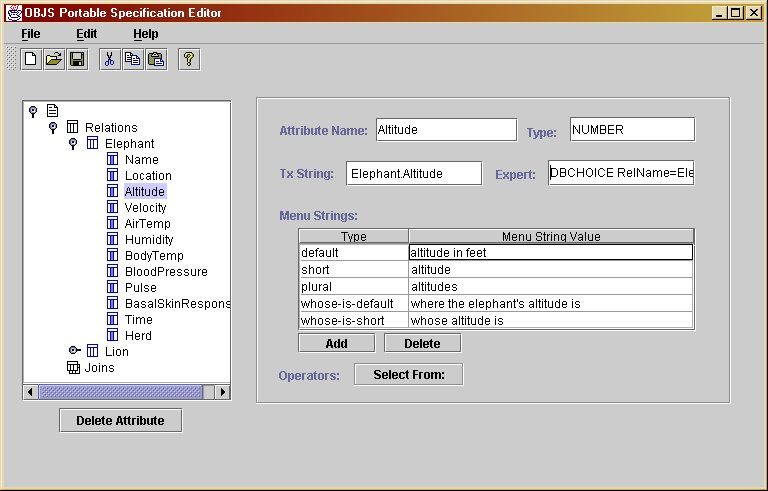 OBJS Portable Specification Editor
File Edit Help
Relations
Elephant
Name
Location
Altitude
Velocity
AirTemp
Humidity
BodyTemp
BloodPressure
Pulse
BasalSkinRespons
Time
Herd
Lion
Joins
Delete Attribute
Attribute Name: Altitude Type: NUMBER
Tx String: Elephant.Altitude Expert: DBCHOICE RelName=Ele
Menu Strings:
Type Menu String Value
default altitude in feet
short altitude
plural altitudes
whose-is-default where the elephant's altitude is
whose-is-short whose altitude is
Add Delete
Operators: Select From: